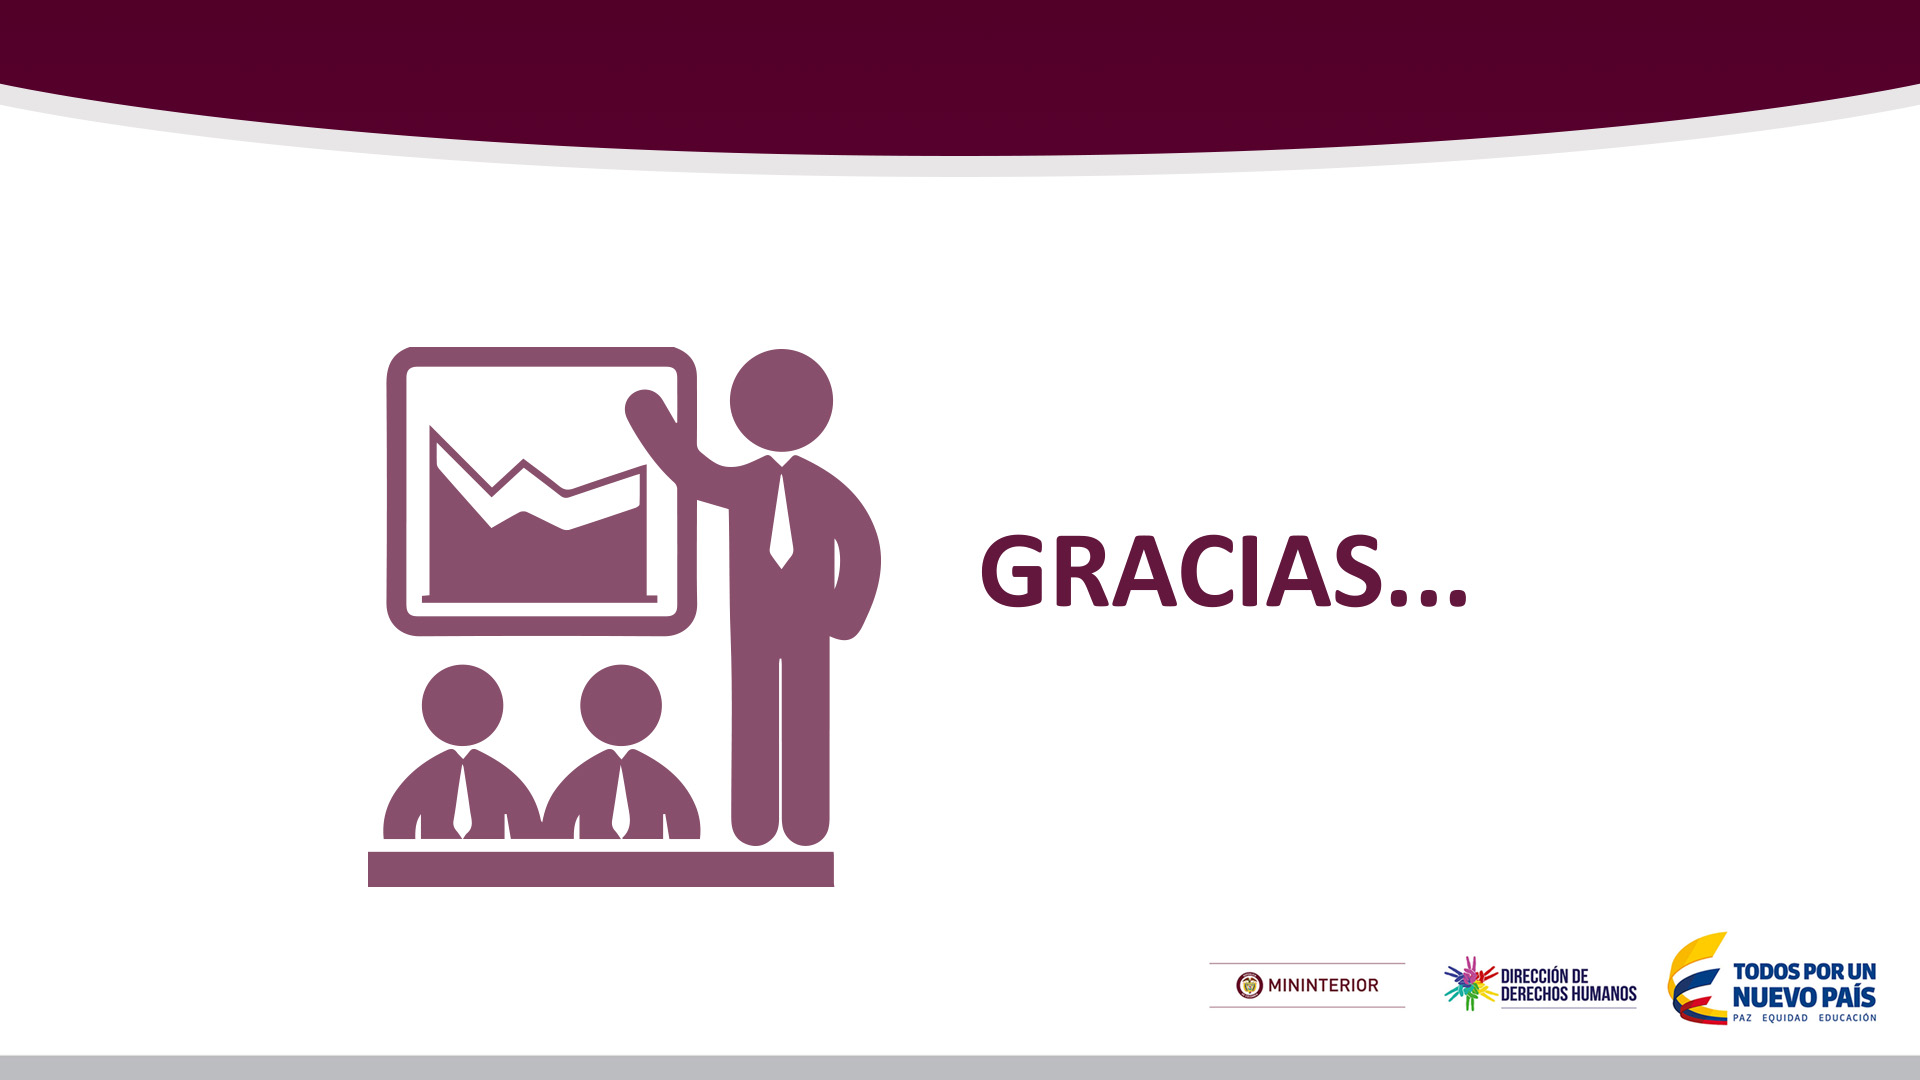 GRACIAS...
MININTERIOR
DIRECCIÓN DE
DERECHOS HUMANOS
TODOS POR UN
NUEVO PAÍS
PAZ EQUIDAD EDUCACIÓN